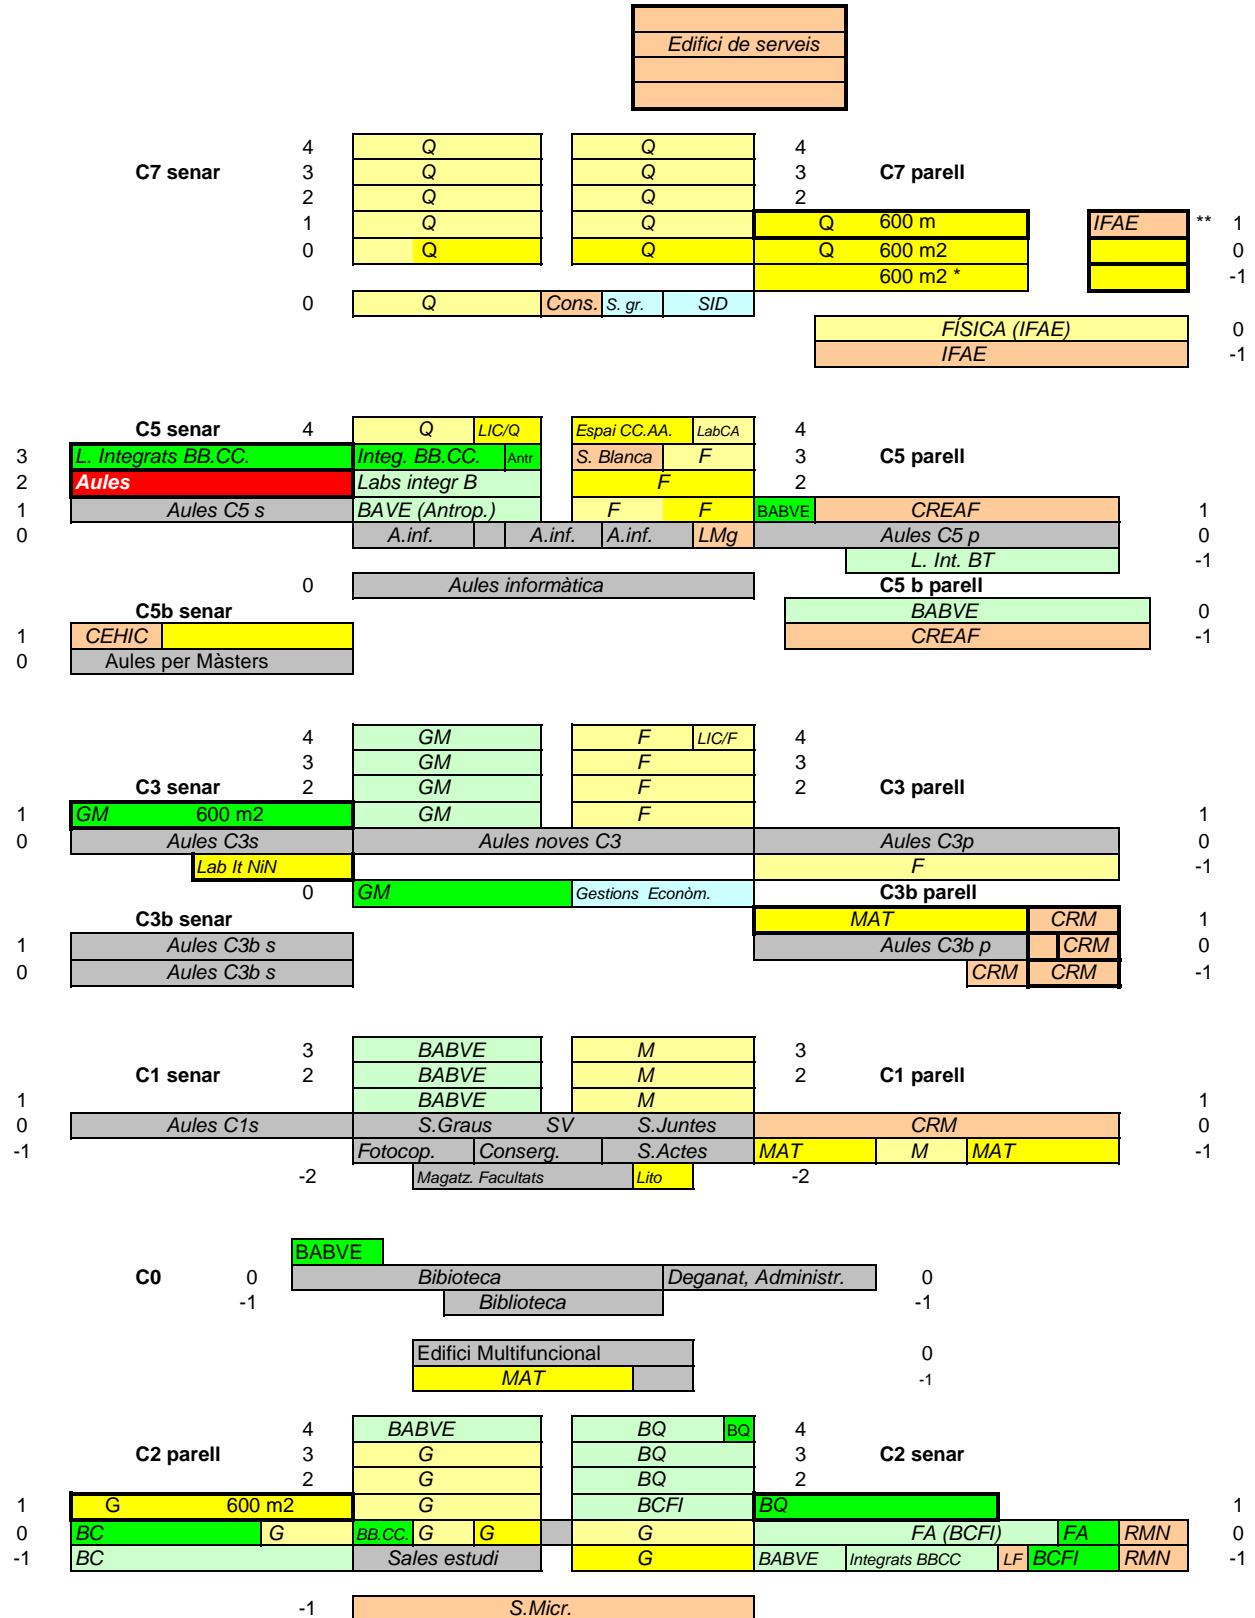 Edifici de serveis
4 Q Q 4
C7 senar 3 Q Q 3 C7 parell
2 Q Q 2
1 Q Q Q 600 m IFAE ** 1
0 Q Q Q 600 m2 0
600 m2 * -1
0 Q Cons. S. gr. SID
FÍSICA (IFAE) 0
IFAE -1
C5 senar 4 Q LIC/Q Espai CC.AA. LabCA 4
3 L. Integrats BB.CC. Integ. BB.CC. Antr S. Blanca F 3 C5 parell
2 Aules Labs integr B F 2
1 Aules C5 s BAVE (Antrop.) F F BABVE CREAF 1
0 A.inf. A.inf. A.inf. LMg Aules C5 p 0
L. Int. BT -1
0 Aules informàtica C5 b parell
C5b senar BABVE 0
1 CEHIC CREAF -1
0 Aules per Màsters
4 GM F LIC/F 4
3 GM F 3
C3 senar 2 GM F 2 C3 parell
1 GM 600 m2 GM F 1
0 Aules C3s Aules noves C3 Aules C3p 0
Lab It NiN F -1
0 GM Gestions Econòm. C3b parell
C3b senar MAT CRM 1
1 Aules C3b s Aules C3b p CRM 0
0 Aules C3b s CRM CRM -1
3 BABVE M 3
C1 senar 2 BABVE M 2 C1 parell
1 BABVE M 1
0 Aules C1s S.Graus SV S.Juntes CRM 0
-1 Fotocop. Conserg. S.Actes MAT M MAT -1
-2 Magatz. Facultats Lito -2
BABVE
C0 0 Bibioteca Deganat, Administr. 0
-1 Biblioteca -1
Edifici Multifuncional 0
MAT -1
4 BABVE BQ BQ 4
C2 parell 3 G BQ 3 C2 senar
2 G BQ 2
1 G 600 m2 G BCFI BQ 1
0 BC G BB.CC. G G G FA (BCFI) FA RMN 0
-1 BC Sales estudi G BABVE Integrats BBCC LF BCFI RMN -1
-1 S.Micr.